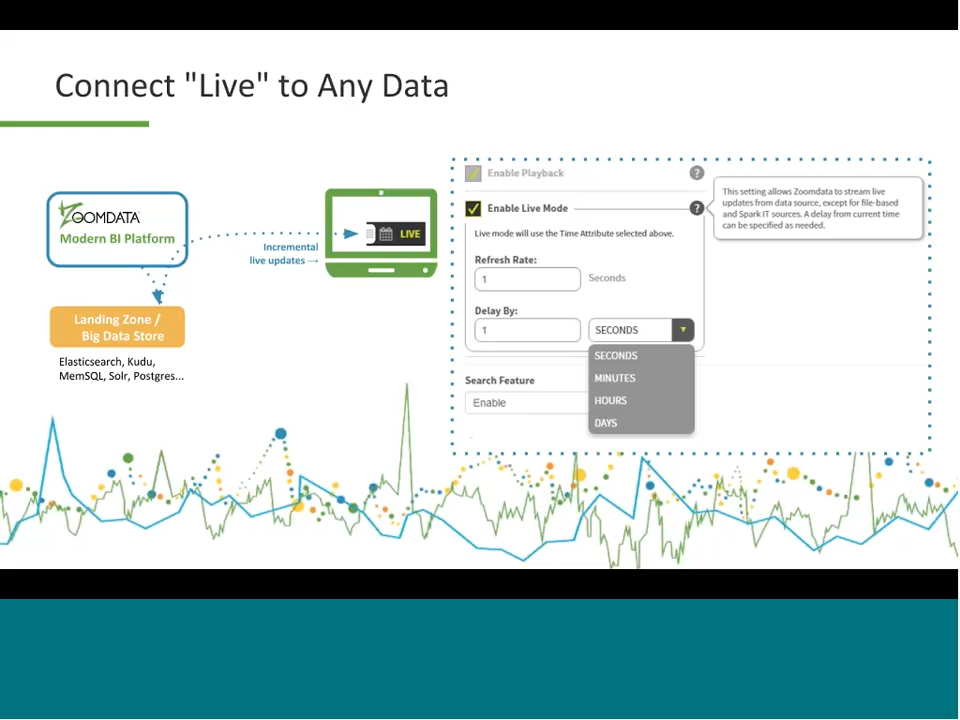 Connect "Live" to Any Data
ZOOMDATA
Modern BI Platform
Incremental
live updates →
LIVE
Landing Zone /
Big Data Store
Elasticsearch, Kudu,
MemSQL, Solr, Postgres...
Enable Playback
?
Enable Live Mode
?
Live mode will use the Time Attribute selected above.
Refresh Rate:
1
Seconds
Delay By:
1
SECONDS
SECONDS
MINUTES
HOURS
DAYS
Search Feature
Enable
This setting allows Zoomdata to stream live
updates from data source, except for file-based
and Spark IT sources. A delay from current time
can be specified as needed.